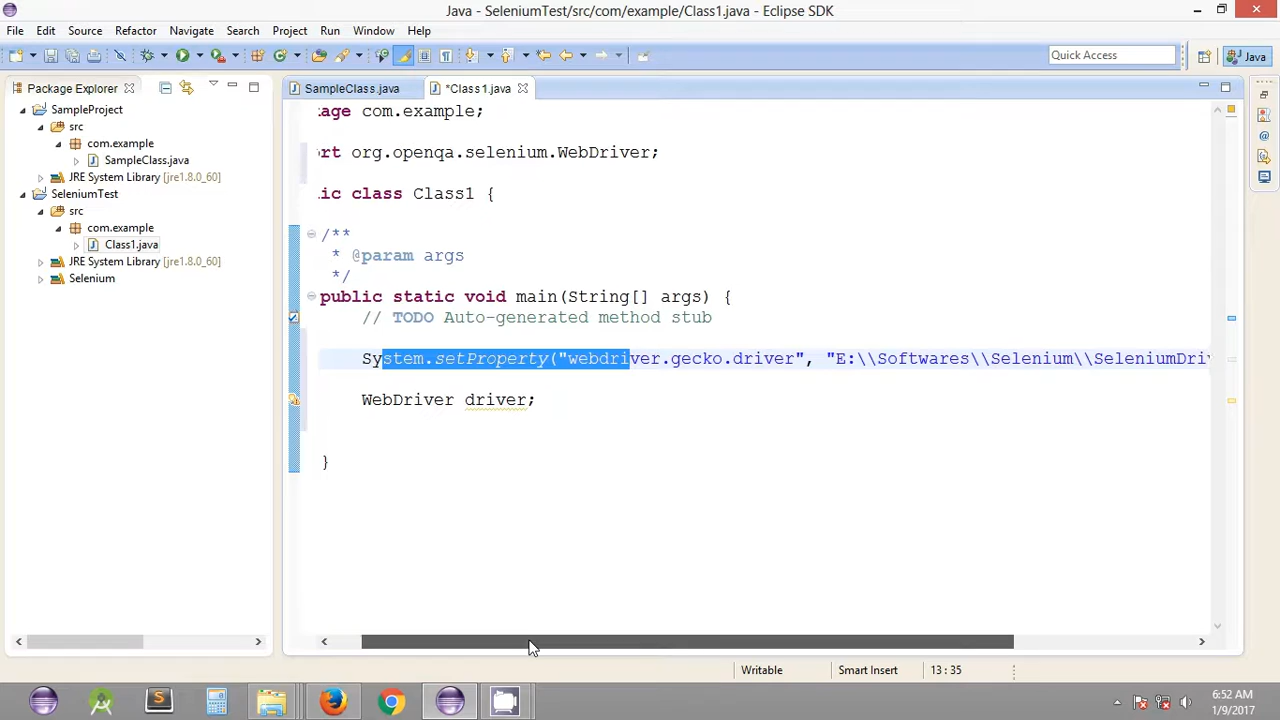 Java - SeleniumTest/src/com/example/Class1.java - Eclipse SDK
File Edit Source Refactor Navigate Search Project Run Window Help
Quick Access
Java
Package Explorer
SampleProject
src
com.example
SampleClass.java
JRE System Library [jre1.8.0_60]
SeleniumTest
src
com.example
Class1.java
JRE System Library [jre1.8.0_60]
Selenium
SampleClass.java
*Class1.java
age com.example;
rt org.openqa.selenium.WebDriver;
ic class Class1 {
/**
* @param args
*/
public static void main(String[] args) {
// TODO Auto-generated method stub
System.setProperty("webdriver.gecko.driver", "E:\\Softwares\\Selenium\\SeleniumDriv
WebDriver driver;
}
Writable
Smart Insert
13 : 35
6:52 AM
1/9/2017